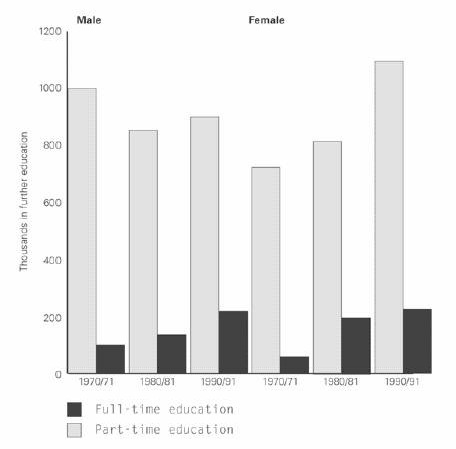 Male Female
1200
1000
800
600
400
200
0
Thousands in further education
1970/71 1980/81 1990/91 1970/71 1980/81 1990/91
Full-time education
Part-time education